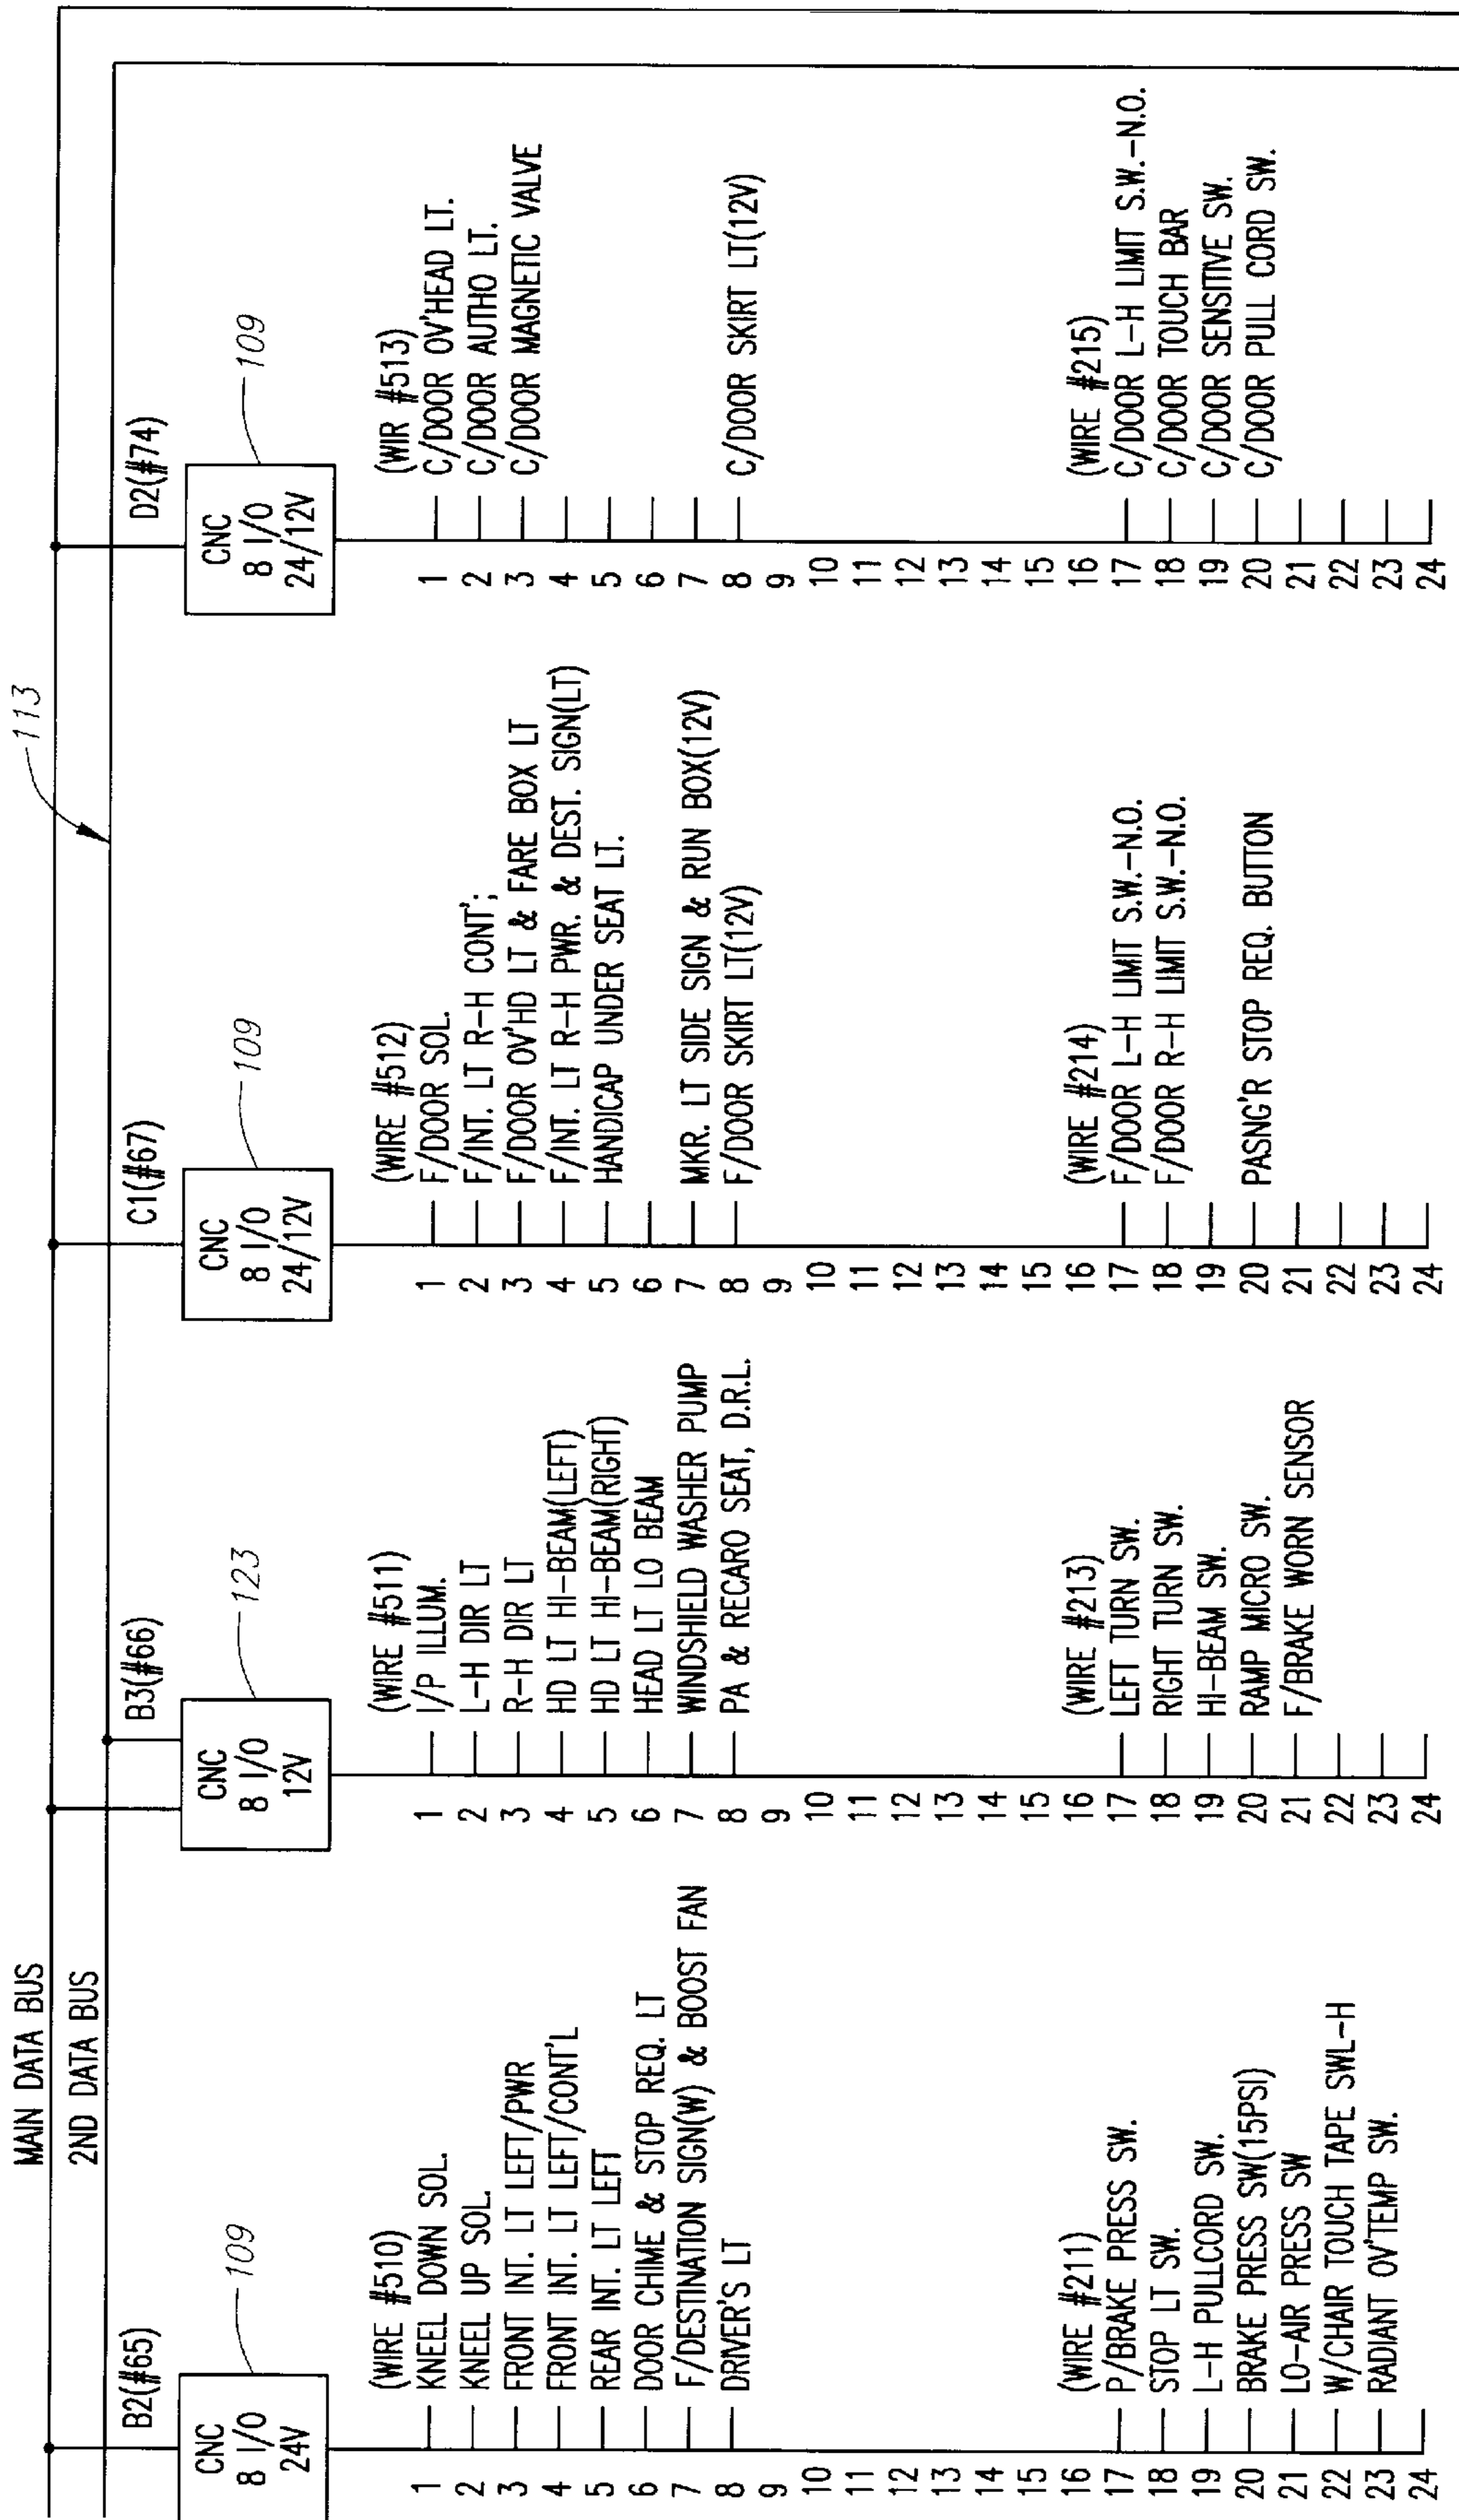 MAIN DATA BUS
2ND DATA BUS
113
B2(#65)
CNC
8 I/O
24V
109
(WIRE #510)
1 KNEEL DOWN SOL.
2 KNEEL UP SOL.
3 FRONT INT. LT LEFT/PWR
4 FRONT INT. LT LEFT/CONT'L
5 REAR INT. LT LEFT
6 DOOR CHIME & STOP REQ. LT
7 F/DESTINATION SIGN(W) & BOOST FAN
8 DRIVER'S LT
9
10
11
12
13
14
15
16 (WIRE #211)
17 P/BRAKE PRESS SW.
18 STOP LT SW.
19 L-H PULLCORD SW.
20 BRAKE PRESS SW(15PSI)
21 LO-AIR PRESS SW
22 W/CHAIR TOUCH TAPE SWL-H
23 RADIANT OV'TEMP SW.
24
B3(#66)
CNC
8 I/O
12V
123
(WIRE #511)
1 I/P ILLUM.
2 L-H DIR LT
3 R-H DIR LT
4 HD LT HI-BEAM(LEFT)
5 HD LT HI-BEAM(RIGHT)
6 HEAD LT LO BEAM
7 WINDSHIELD WASHER PUMP
8 PA & RECARO SEAT, D.R.L.
9
10
11
12
13
14
15
16 (WIRE #213)
17 LEFT TURN SW.
18 RIGHT TURN SW.
19 HI-BEAM SW.
20 RAMP MICRO SW.
21 F/BRAKE WORN SENSOR
22
23
24
C1(#67)
CNC
8 I/O
24/12V
109
(WIRE #512)
1 F/DOOR SOL.
2 F/INT. LT R-H CONT';
3 F/DOOR OV'HD LT & FARE BOX LT
4 F/INT. LT R-H PWR. & DEST. SIGN(LT)
5 HANDICAP UNDER SEAT LT.
6
7 MKR. LT SIDE SIGN & RUN BOX(12V)
8 F/DOOR SKIRT LT(12V)
9
10
11
12
13
14
15
16 (WIRE #214)
17 F/DOOR L-H LIMIT S.W.-N.O.
18 F/DOOR R-H LIMIT S.W.-N.O.
19
20 PASNG'R STOP REQ. BUTTON
21
22
23
24
D2(#74)
CNC
8 I/O
24/12V
109
(WIR #513)
1 C/DOOR OV'HEAD LT.
2 C/DOOR AUTHO LT.
3 C/DOOR MAGNETIC VALVE
4
5
6
7
8 C/DOOR SKIRT LT(12V)
9
10
11
12
13
14
15
16 (WIRE #215)
17 C/DOOR L-H LIMIT S.W.-N.O.
18 C/DOOR TOUCH BAR
19 C/DOOR SENSITIVE SW.
20 C/DOOR PULL CORD SW.
21
22
23
24